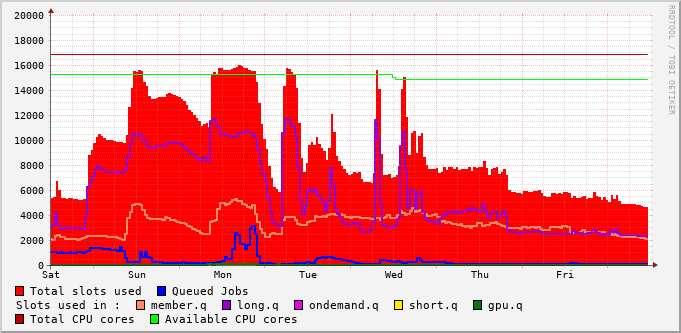 20000
18000
16000
14000
12000
10000
8000
6000
4000
2000
0
Sat Sun Mon Tue Wed Thu Fri
RRDTOOL / TOBI OETIKER
Total slots used Queued Jobs
Slots used in : member.q long.q ondemand.q short.q gpu.q
Total CPU cores Available CPU cores